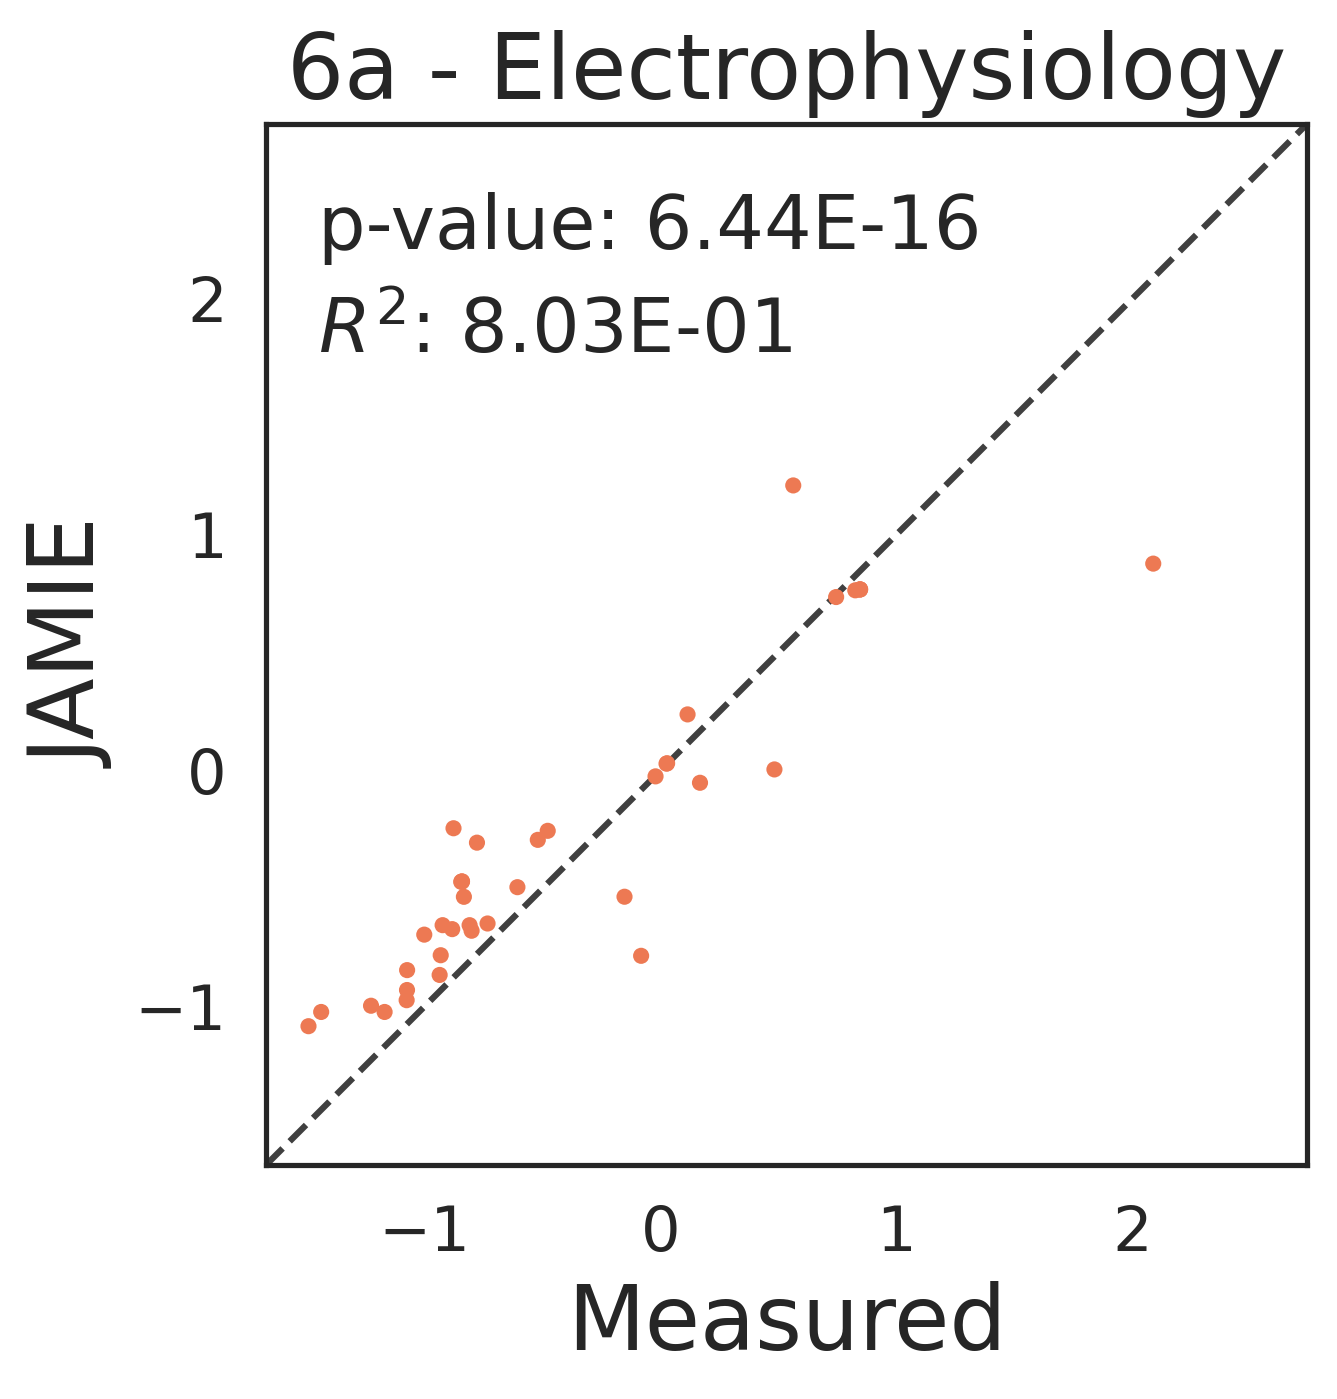 6a - Electrophysiology
p-value: 6.44E-16
R²: 8.03E-01
2
1
0
−1
JAMIE
−1 0 1 2
Measured